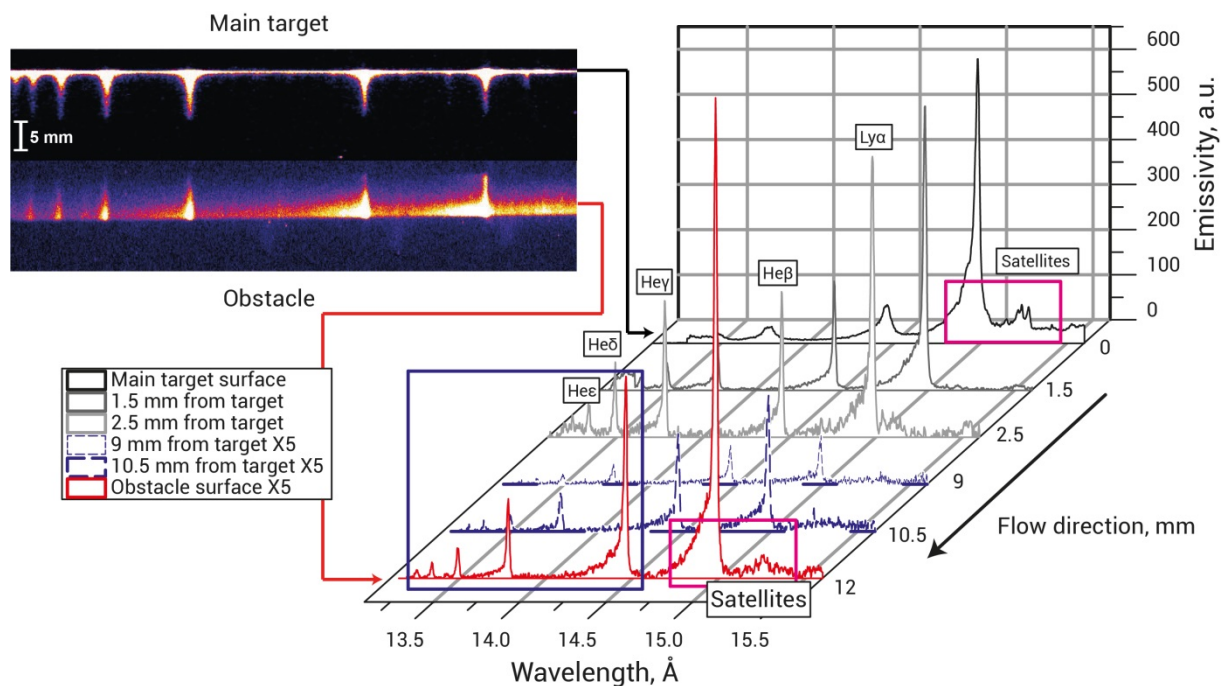 Main target
5 mm
Obstacle
Main target surface
1.5 mm from target
2.5 mm from target
9 mm from target X5
10.5 mm from target X5
Obstacle surface X5
Heε
Heδ
Heγ
Heβ
Lyα
Satellites
Satellites
600
500
400
300
200
100
0
Emissivity, a.u.
0
1.5
2.5
9
10.5
12
Flow direction, mm
13.5
14.0
14.5
15.0
15.5
Wavelength, Å